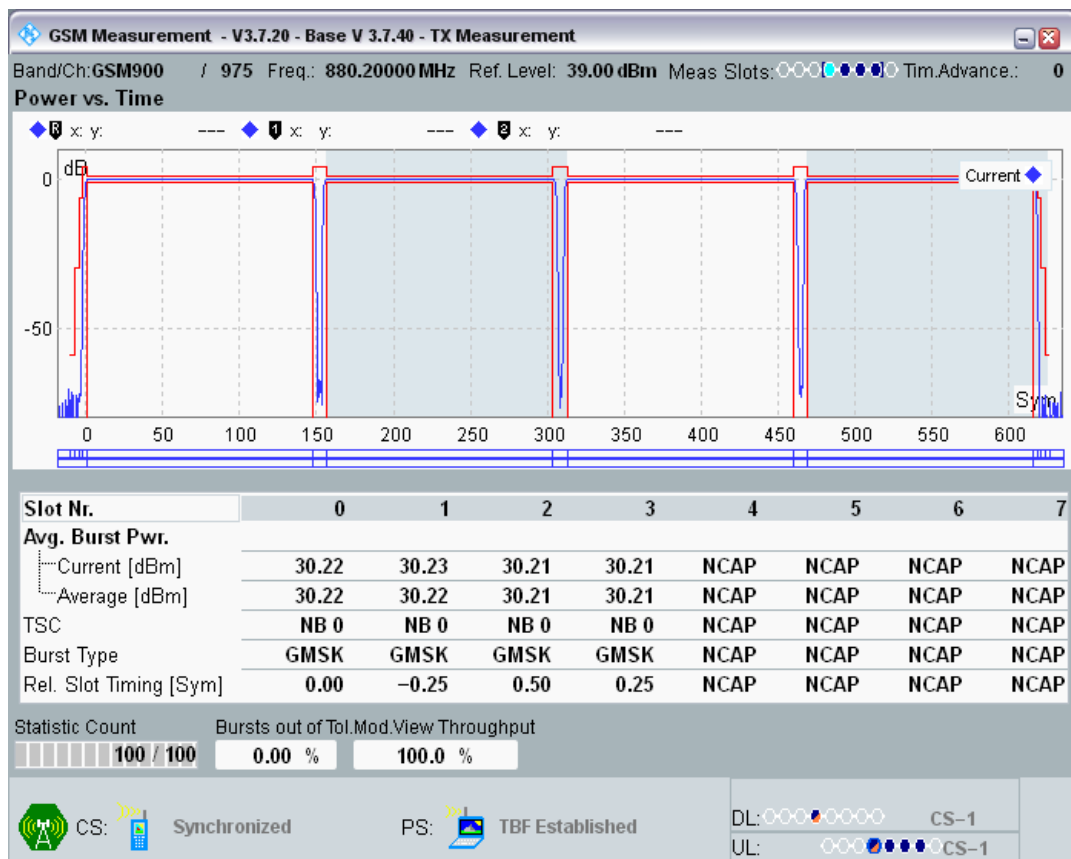 GSM Measurement - V3.7.20 - Base V 3.7.40 - TX Measurement
Band/Ch:GSM900 / 975 Freq.: 880.20000 MHz Ref. Level: 39.00 dBm Meas Slots: Tim.Advance.: 0
Power vs. Time
R x: y: --- 1 x: y: --- 2 x: y: ---
dB
Current
0
-50
Sym
0 50 100 150 200 250 300 350 400 450 500 550 600
Slot Nr. 0 1 2 3 4 5 6 7
Avg. Burst Pwr.
Current [dBm] 30.22 30.23 30.21 30.21 NCAP NCAP NCAP NCAP
Average [dBm] 30.22 30.22 30.21 30.21 NCAP NCAP NCAP NCAP
TSC NB 0 NB 0 NB 0 NB 0 NCAP NCAP NCAP NCAP
Burst Type GMSK GMSK GMSK GMSK NCAP NCAP NCAP NCAP
Rel. Slot Timing [Sym] 0.00 −0.25 0.50 0.25 NCAP NCAP NCAP NCAP
Statistic Count Bursts out of Tol.Mod.View Throughput
100 / 100 0.00 % 100.0 %
CS: Synchronized PS: TBF Established
DL: CS−1
UL: CS−1